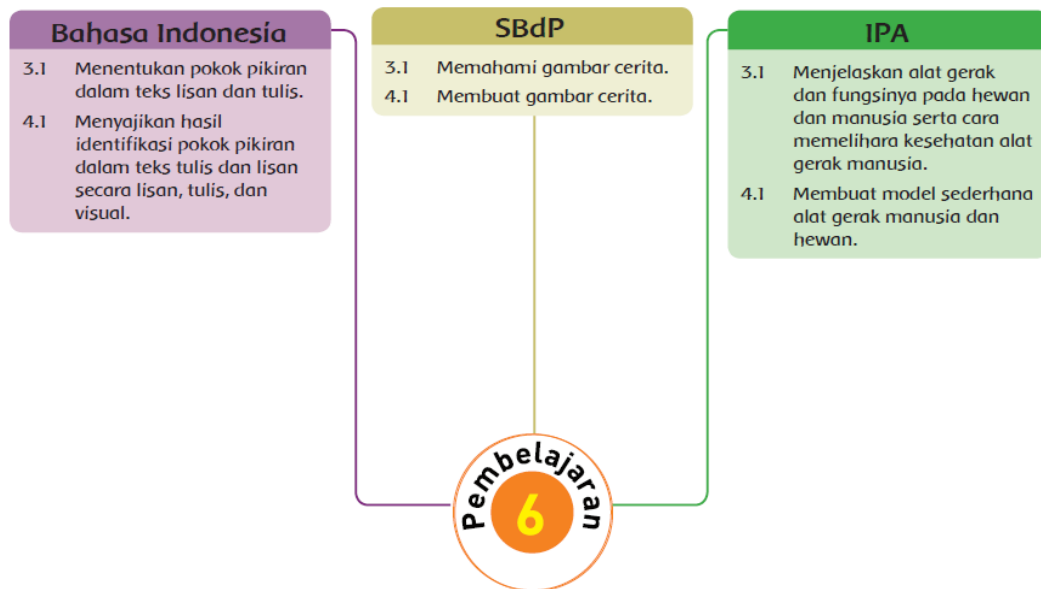 Bahasa Indonesia
3.1 Menentukan pokok pikiran
dalam teks lisan dan tulis.
4.1 Menyajikan hasil
identifikasi pokok pikiran
dalam teks tulis dan lisan
secara lisan, tulis, dan
visual.
SBdP
3.1 Memahami gambar cerita.
4.1 Membuat gambar cerita.
IPA
3.1 Menjelaskan alat gerak
dan fungsinya pada hewan
dan manusia serta cara
memelihara kesehatan alat
gerak manusia.
4.1 Membuat model sederhana
alat gerak manusia dan
hewan.
Pembelajaran
6